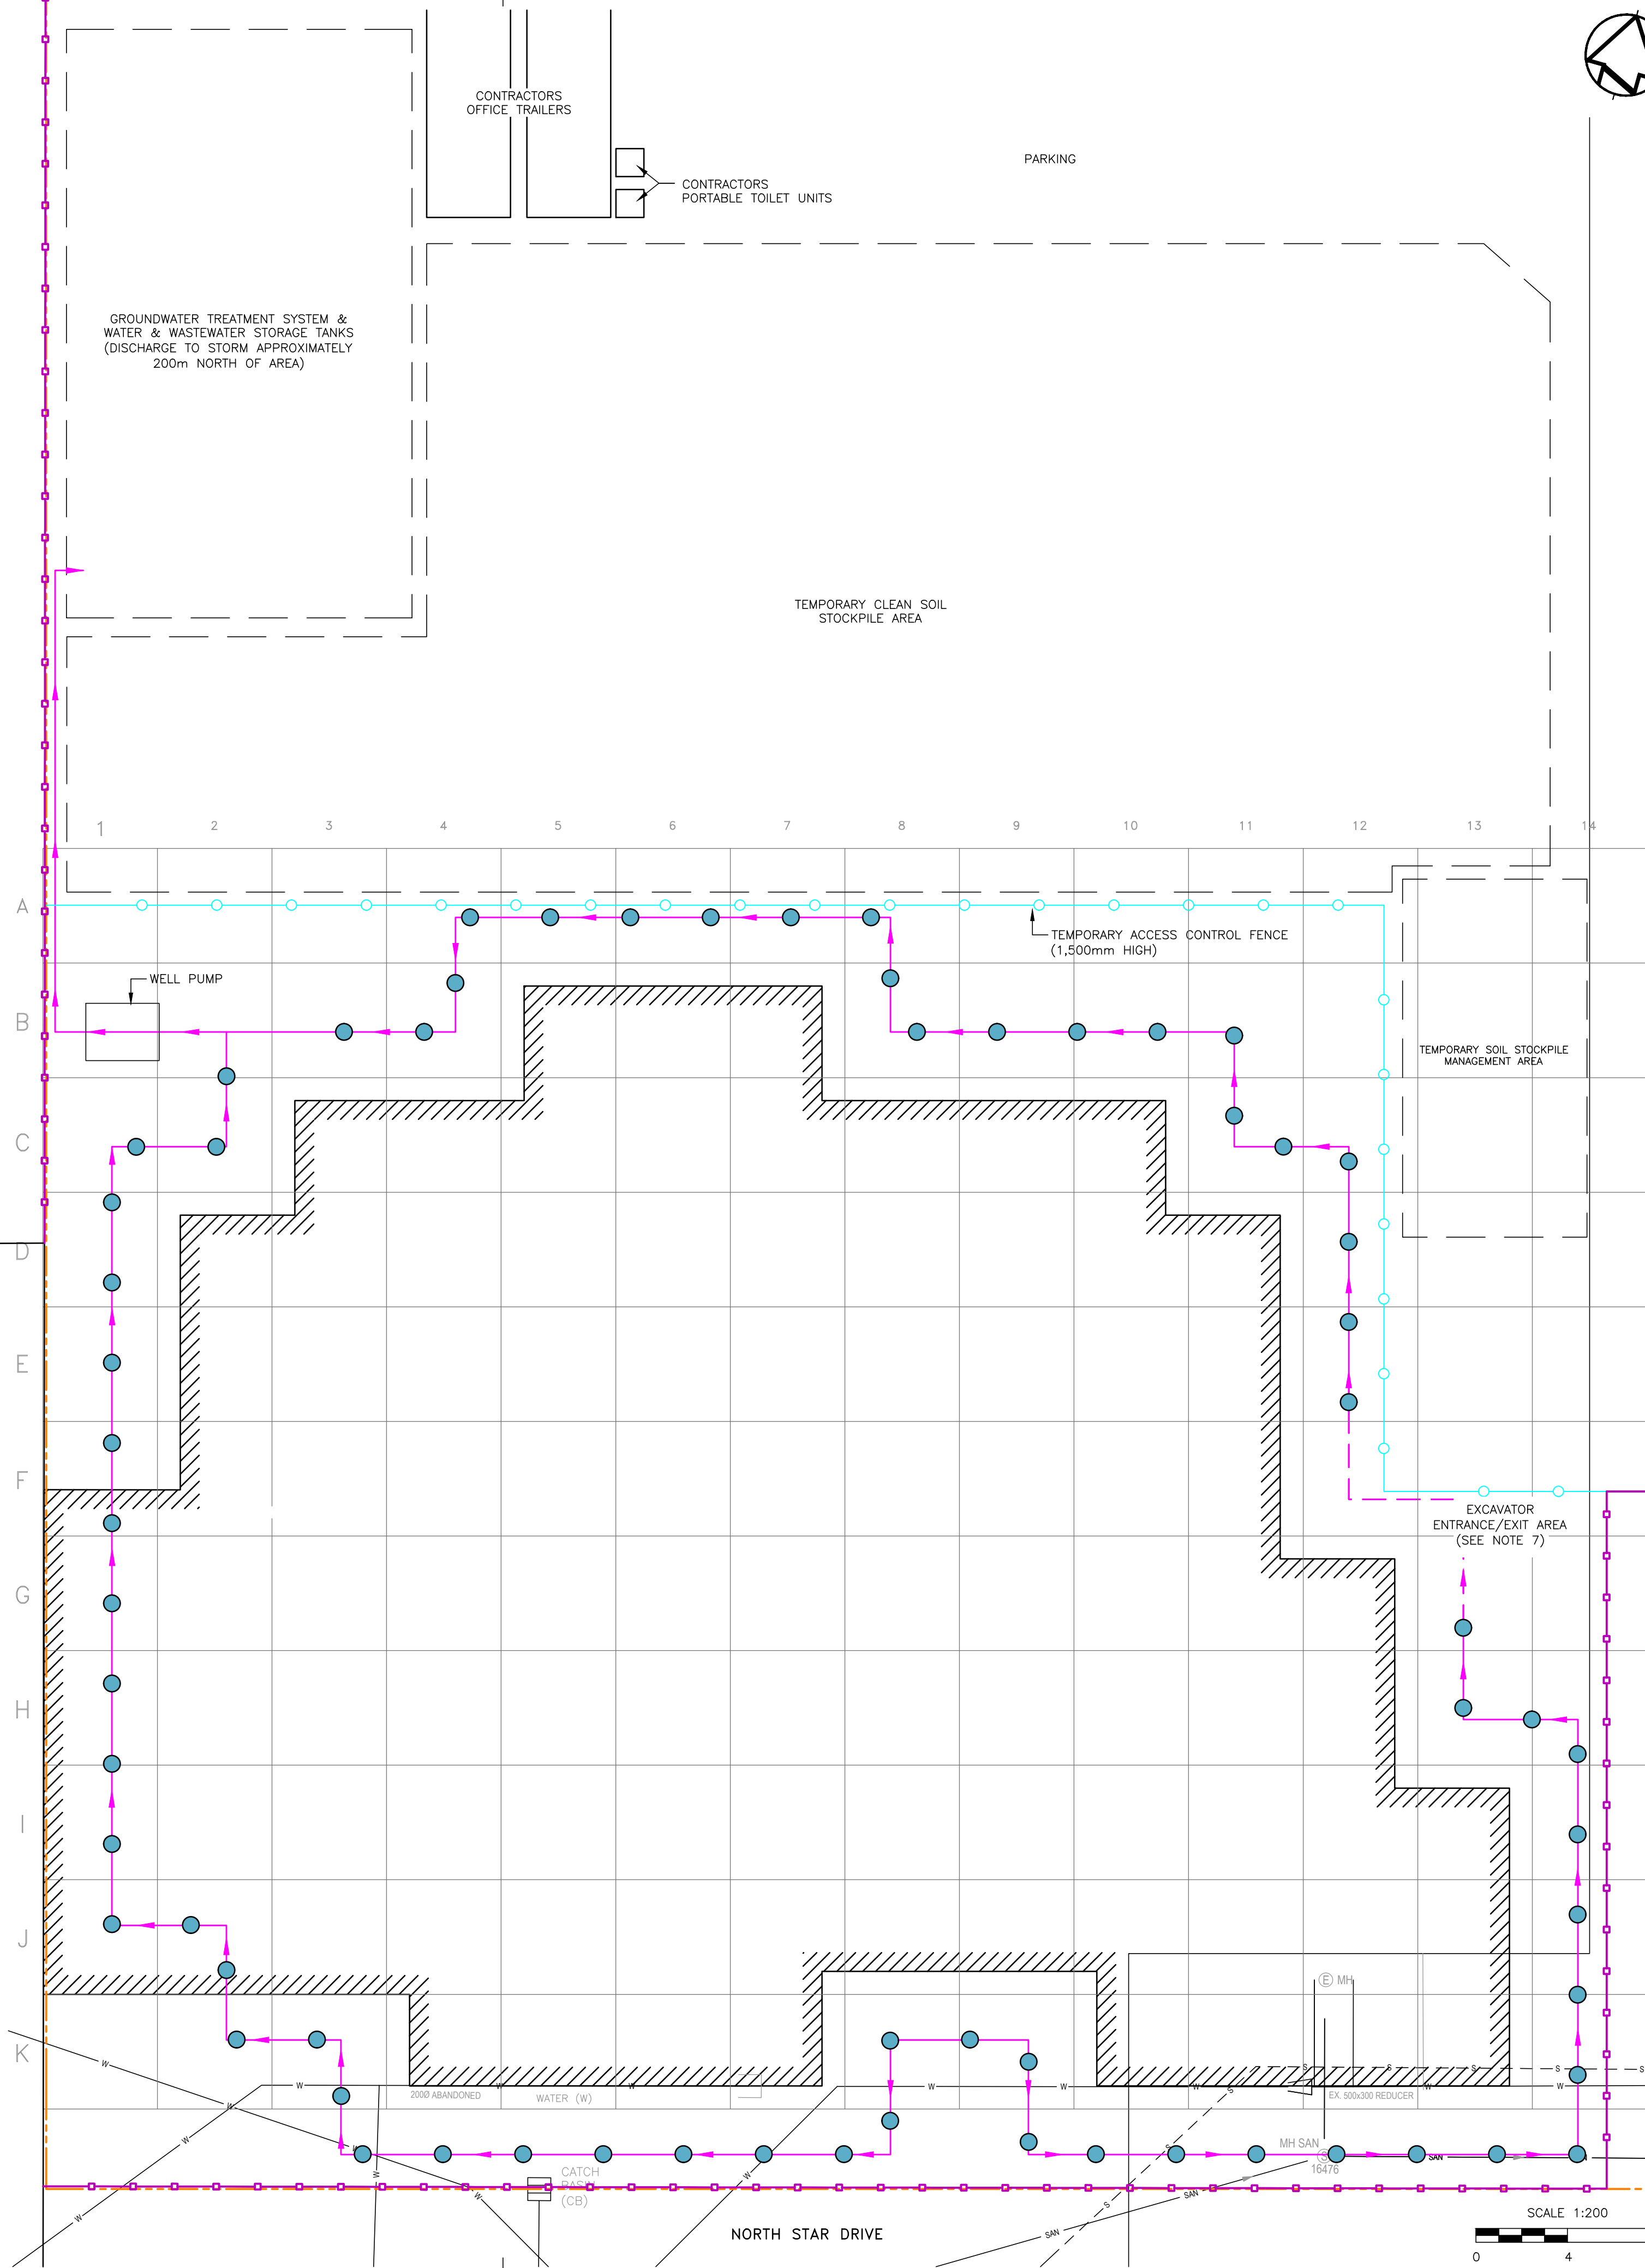 CONTRACTORS
OFFICE TRAILERS
PARKING
CONTRACTORS
PORTABLE TOILET UNITS
GROUNDWATER TREATMENT SYSTEM &
WATER & WASTEWATER STORAGE TANKS
(DISCHARGE TO STORM APPROXIMATELY
200m NORTH OF AREA)
TEMPORARY CLEAN SOIL
STOCKPILE AREA
1 2 3 4 5 6 7 8 9 10 11 12 13 14
A
TEMPORARY ACCESS CONTROL FENCE
(1,500mm HIGH)
WELL PUMP
B
TEMPORARY SOIL STOCKPILE
MANAGEMENT AREA
C
D
E
F
EXCAVATOR
ENTRANCE/EXIT AREA
(SEE NOTE 7)
G
H
I
J
E MH
K
W
S S S S S
W W W W W W W W
200Ø ABANDONED
WATER (W)
EX. 500x300 REDUCER
W
S
W
W
S
MH SAN
S
16476
SAN
W
W
CATCH
BASIN
(CB)
W
SAN
S
W
NORTH STAR DRIVE
SAN
S
SCALE 1:200
0 4